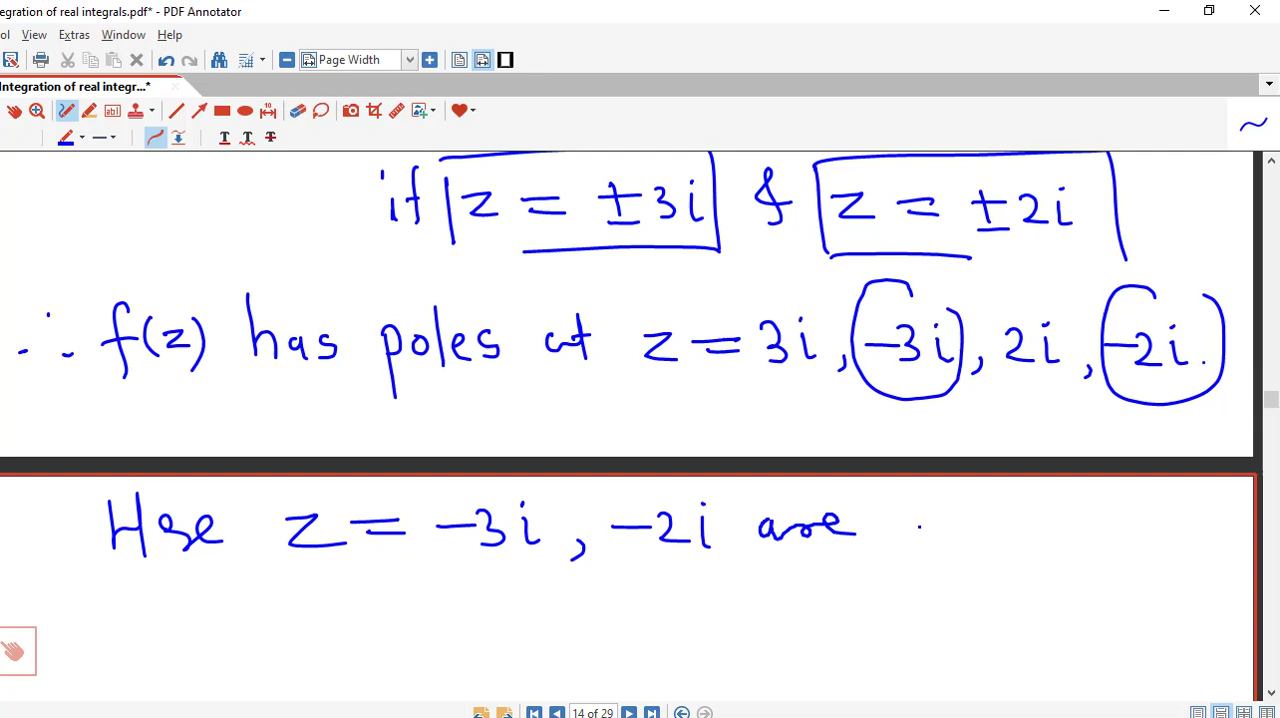 egration of real integrals.pdf* - PDF Annotator
ol View Extras Window Help
Page Width
Integration of real integr...*
if z = ±3i & z = ±2i
∴ f(z) has poles at z = 3i, -3i, 2i, -2i.
Here z = -3i, -2i are
14 of 29